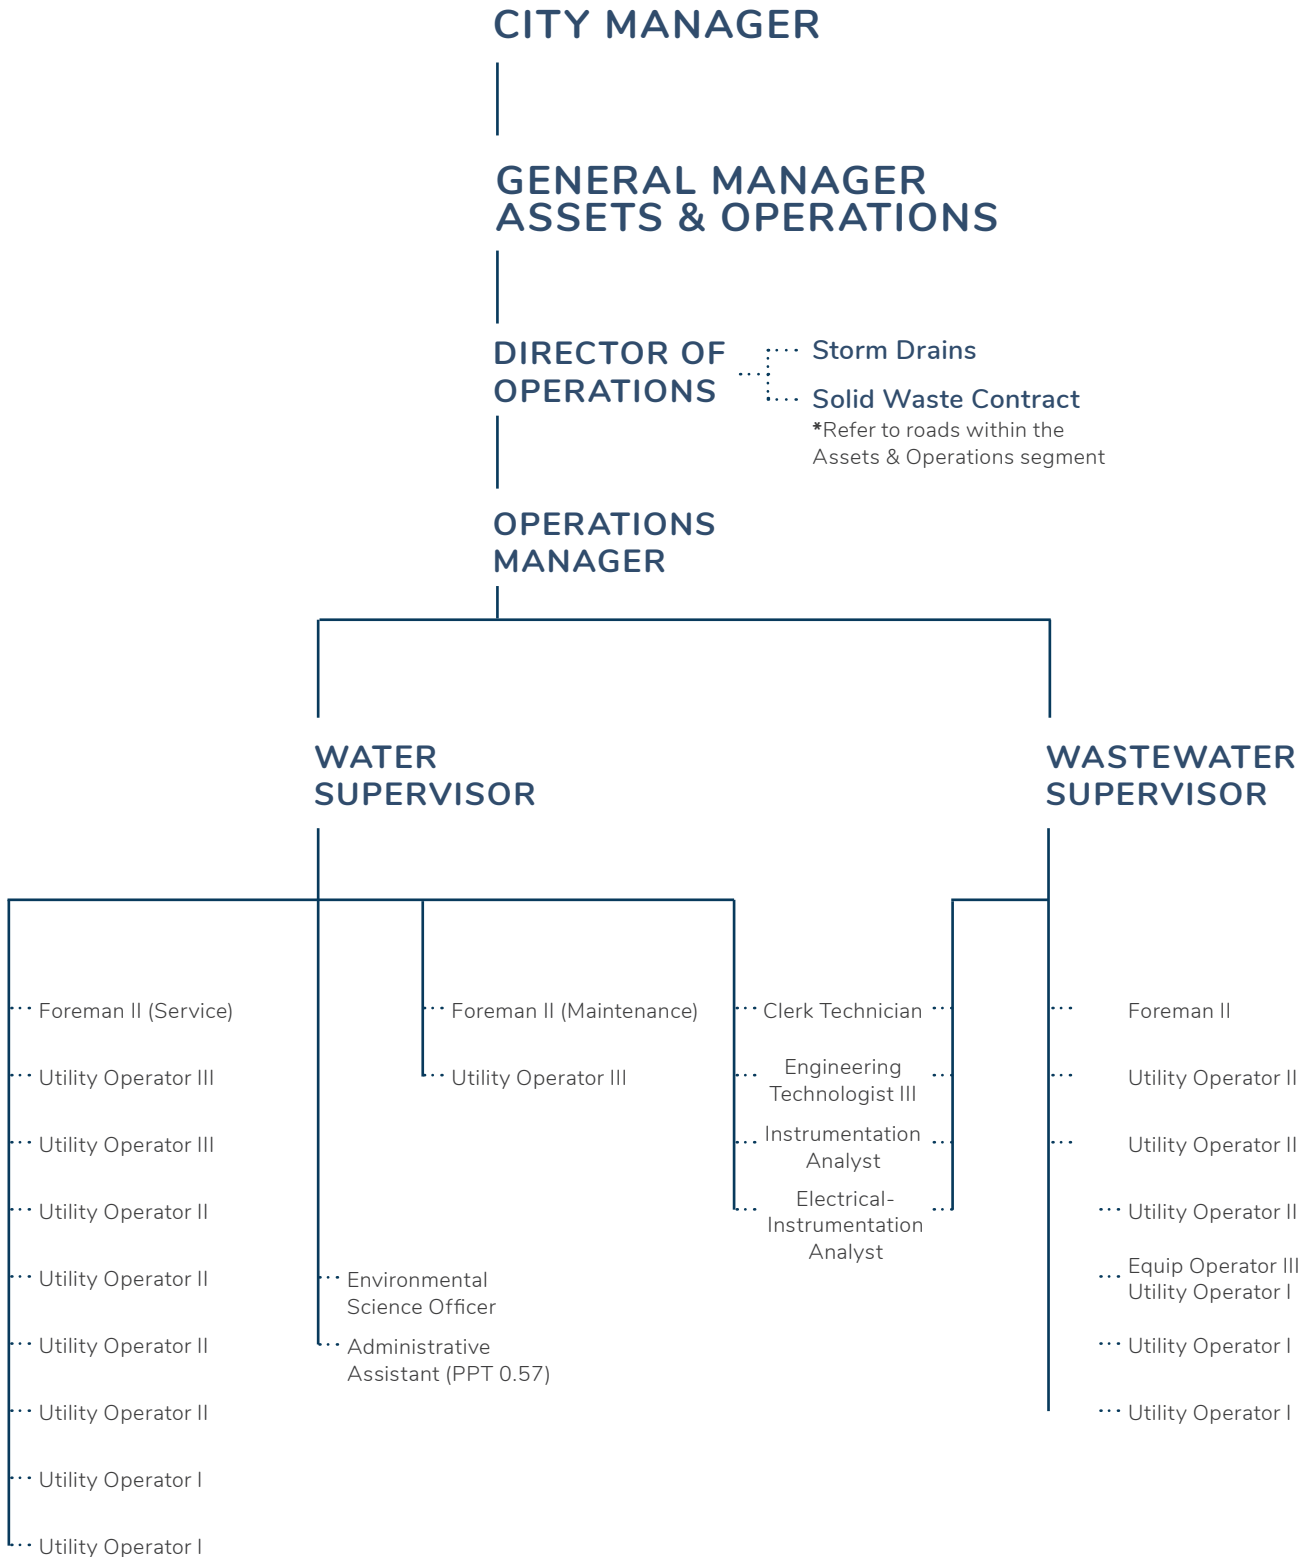 CITY MANAGER
GENERAL MANAGER
ASSETS & OPERATIONS
DIRECTOR OF
OPERATIONS
Storm Drains
Solid Waste Contract
*Refer to roads within the
Assets & Operations segment
OPERATIONS
MANAGER
WATER
SUPERVISOR
WASTEWATER
SUPERVISOR
Foreman II (Service)
Utility Operator III
Utility Operator III
Utility Operator II
Utility Operator II
Utility Operator II
Utility Operator II
Utility Operator I
Utility Operator I
Environmental
Science Officer
Administrative
Assistant (PPT 0.57)
Foreman II (Maintenance)
Utility Operator III
Clerk Technician
Engineering
Technologist III
Instrumentation
Analyst
Electrical-
Instrumentation
Analyst
Foreman II
Utility Operator II
Utility Operator II
Utility Operator II
Equip Operator III
Utility Operator I
Utility Operator I
Utility Operator I